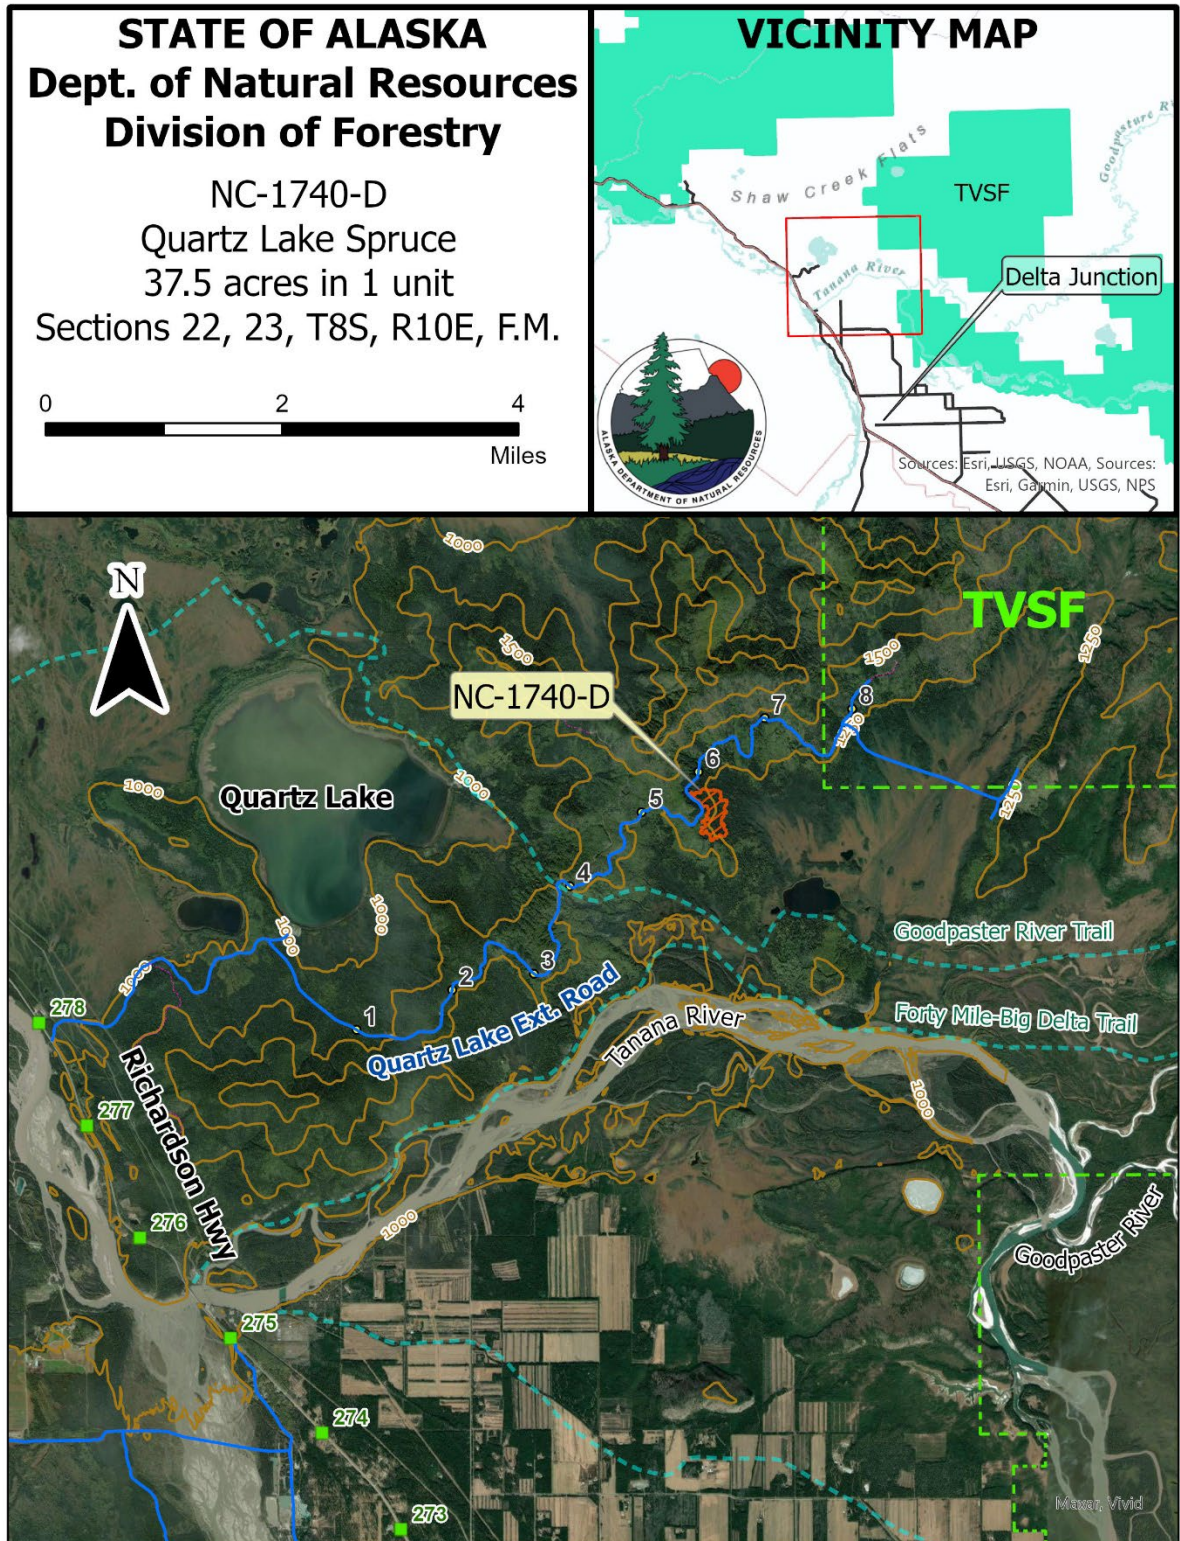 STATE OF ALASKA
Dept. of Natural Resources
Division of Forestry
NC-1740-D
Quartz Lake Spruce
37.5 acres in 1 unit
Sections 22, 23, T8S, R10E, F.M.
0 2 4
Miles
VICINITY MAP
Shaw Creek Flats
TVSF
Tanana River
Delta Junction
ALASKA DEPARTMENT OF NATURAL RESOURCES
Sources: Esri, USGS, NOAA, Sources:
Esri, Garmin, USGS, NPS
N
1000
1500
TVSF
1250
1500
NC-1740-D
8
7
1250
6
1000
1000
Quartz Lake
5
1250
4
1000
1000
Goodpaster River Trail
3
1000
2
278
1
Quartz Lake Ext. Road
Tanana River
Forty Mile-Big Delta Trail
1000
277
Richardson Hwy
276
1000
Goodpaster River
275
274
273
Maxar, Vivid